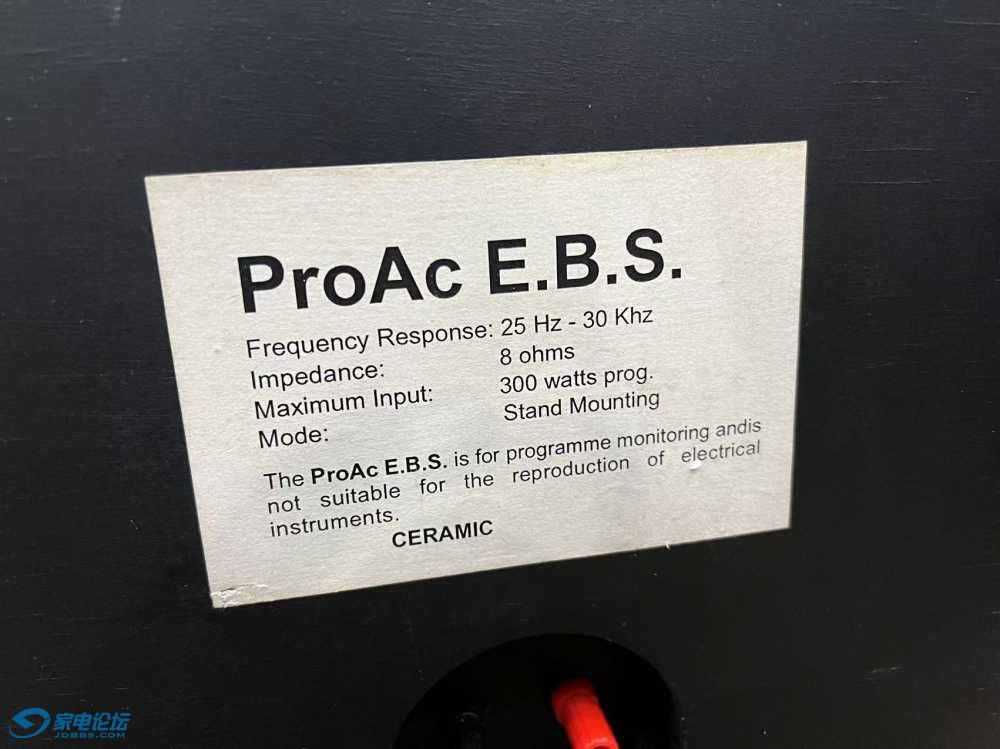 ProAc E.B.S.
Frequency Response: 25 Hz - 30 Khz
Impedance: 8 ohms
Maximum Input: 300 watts prog.
Mode: Stand Mounting
The ProAc E.B.S. is for programme monitoring andis
not suitable for the reproduction of electrical
instruments.
CERAMIC
家电论坛
JDBBS.COM